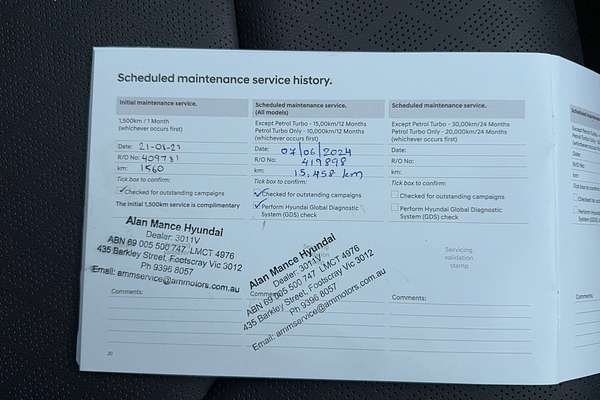 Scheduled maintenance service history.
Initial maintenance service.
1,500km / 1 Month
(whichever occurs first)
Date: 21-08-23
R/O No: 409731
km: 1560
Tick box to confirm:
Checked for outstanding campaigns
The initial 1,500km service is complimentary
Alan Mance Hyundai
Dealer: 3011V
ABN 69 005 500 747 LMCT 4976
435 Barkley Street, Footscray Vic 3012
Ph 9396 8057
Email: ammservice@ammotors.com.au
Comments:
20
Scheduled maintenance service.
(All models)
Except Petrol Turbo - 15,00km/12 Months
Petrol Turbo Only - 10,000km/12 Months
(whichever occurs first)
Date: 07/06/2024
R/O No: 419898
km: 15,458 km
Tick box to confirm:
Checked for outstanding campaigns
Perform Hyundai Global Diagnostic
System (GDS) check
Alan Mance Hyundai
Dealer: 3011V
ABN 69 005 500 747 LMCT 4976
435 Barkley Street, Footscray Vic 3012
Ph 9396 8057
Email: ammservice@ammotors.com.au
Scheduled maintenance service.
Except Petrol Turbo - 30,00km/24 Months
Petrol Turbo Only - 20,000km/24 Months
(whichever occurs first)
Date:
R/O No:
km:
Tick box to confirm:
Checked for outstanding campaigns
Perform Hyundai Global Diagnostic
System (GDS) check
Servicing
validation
stamp
Comments: